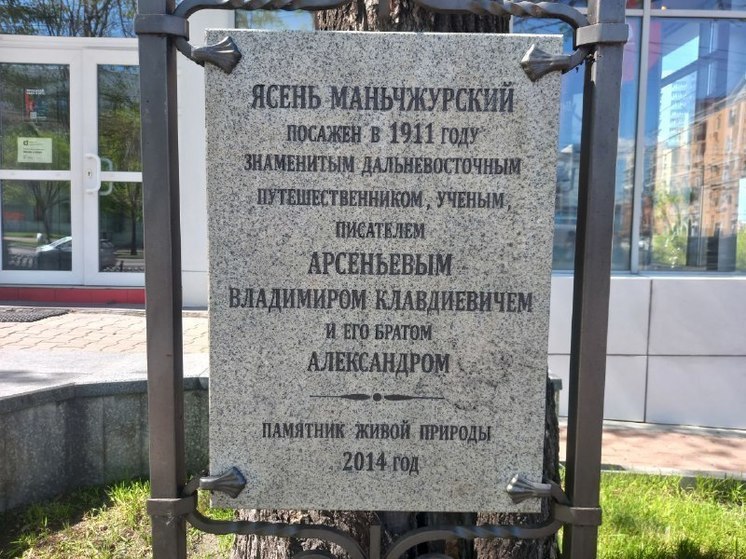 ЯСЕНЬ МАНЬЧЖУРСКИЙ
ПОСАЖЕН В 1911 ГОДУ
ЗНАМЕНИТЫМ ДАЛЬНЕВОСТОЧНЫМ
ПУТЕШЕСТВЕННИКОМ, УЧЕНЫМ,
ПИСАТЕЛЕМ
АРСЕНЬЕВЫМ
ВЛАДИМИРОМ КЛАВДИЕВИЧЕМ
И ЕГО БРАТОМ
АЛЕКСАНДРОМ
ПАМЯТНИК ЖИВОЙ ПРИРОДЫ
2014 ГОД